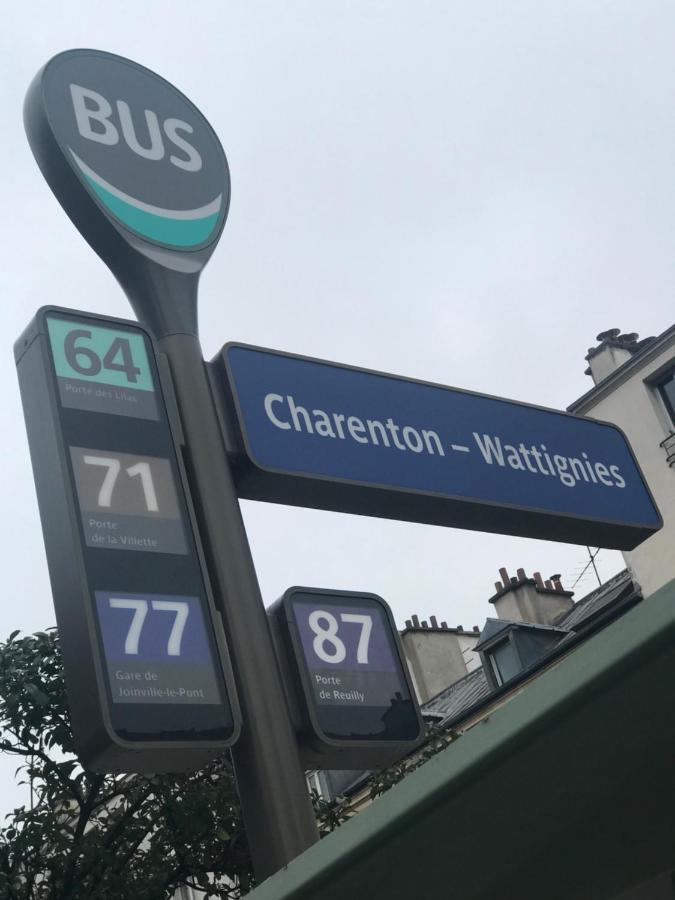 BUS
64
Porte des Lilas
71
Porte
de la Villette
77
Gare de
Joinville-le-Pont
Charenton – Wattignies
87
Porte
de Reuilly